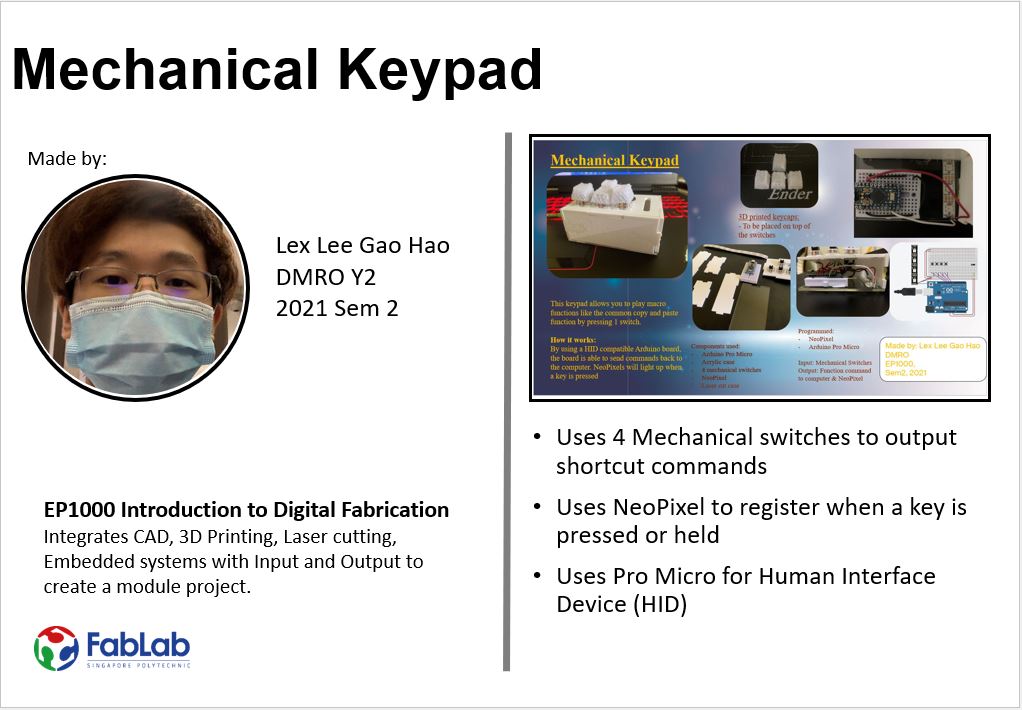 Mechanical Keypad
Made by:
Lex Lee Gao Hao
DMRO Y2
2021 Sem 2
EP1000 Introduction to Digital Fabrication
Integrates CAD, 3D Printing, Laser cutting,
Embedded systems with Input and Output to
create a module project.
FabLab
SINGAPORE POLYTECHNIC
Mechanical Keypad
Ender
3D printed keycaps:
- To be placed on top of
the switches
This keypad allows you to play macro
functions like the common copy and paste
function by pressing 1 switch.
How it works:
By using a HID compatible Arduino board,
the board is able to send commands back to
the computer. NeoPixels will light up when
a key is pressed
Components used:
- Arduino Pro Micro
- Acrylic case
- 4 mechanical switches
- NeoPixel
- Laser cut case
Programmed:
- NeoPixel
- Arduino Pro Micro
Input: Mechanical Switches
Output: Function command
to computer & NeoPixel
Made by: Lex Lee Gao Hao
DMRO
EP1000,
Sem2, 2021
• Uses 4 Mechanical switches to output
shortcut commands
• Uses NeoPixel to register when a key is
pressed or held
• Uses Pro Micro for Human Interface
Device (HID)